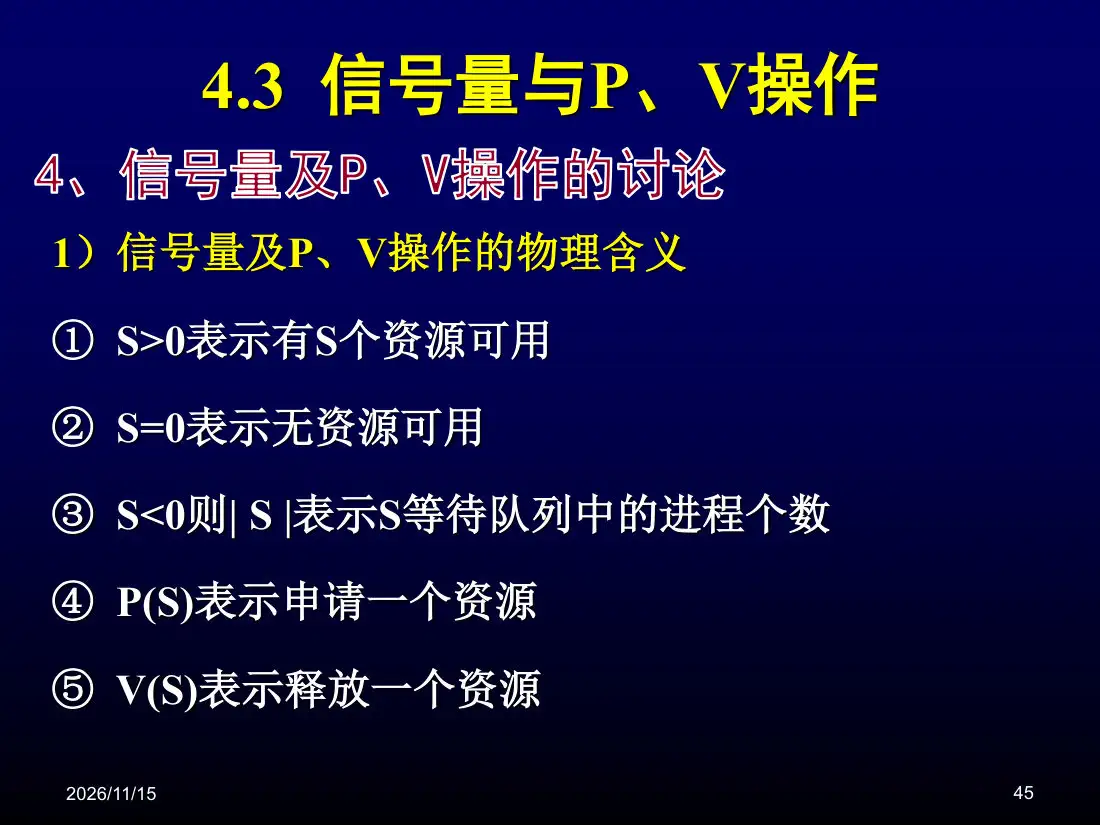 4.3 信号量与P、V操作
4、信号量及P、V操作的讨论
1）信号量及P、V操作的物理含义
① S>0表示有S个资源可用
② S=0表示无资源可用
③ S<0则| S |表示S等待队列中的进程个数
④ P(S)表示申请一个资源
⑤ V(S)表示释放一个资源
2026/11/15
45